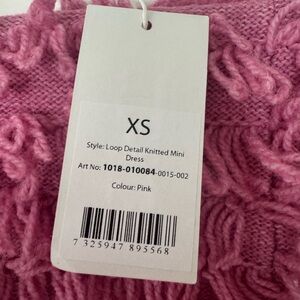 XS
Style: Loop Detail Knitted Mini
Dress
Art No: 1018-010084-0015-002
Colour: Pink
7 325947 895568